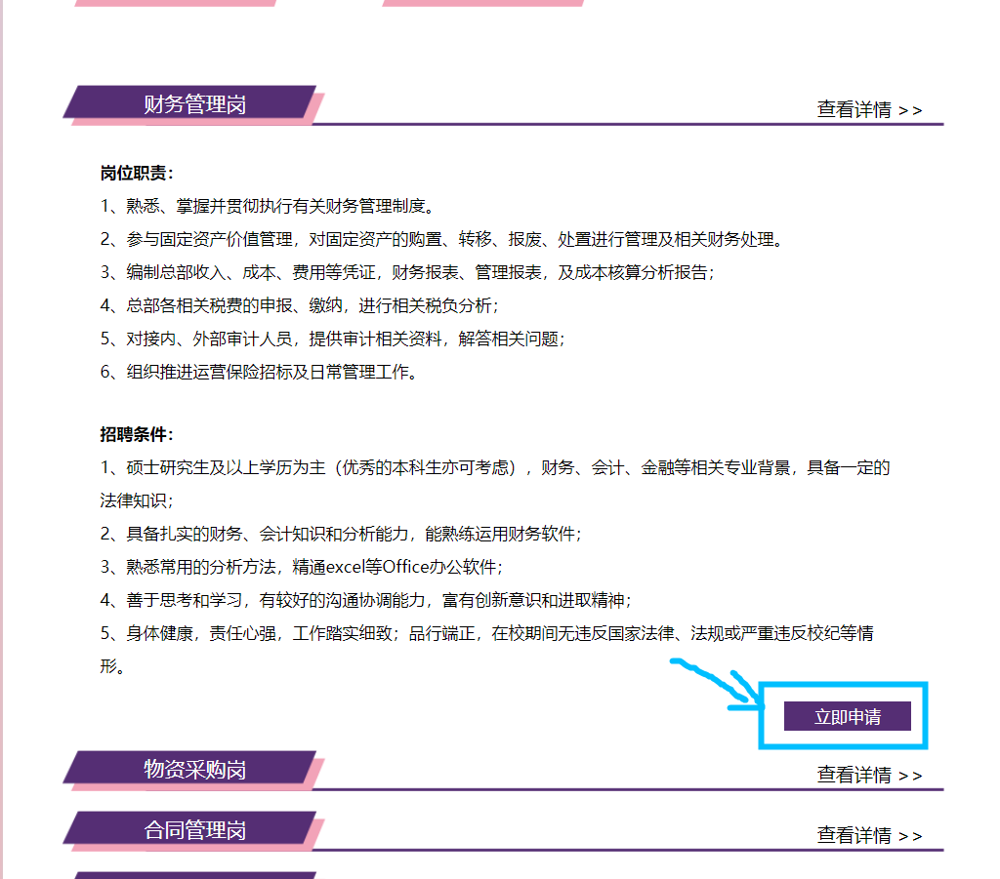 财务管理岗
查看详情 >>
岗位职责：
1、熟悉、掌握并贯彻执行有关财务管理制度。
2、参与固定资产价值管理，对固定资产的购置、转移、报废、处置进行管理及相关财务处理。
3、编制总部收入、成本、费用等凭证，财务报表、管理报表，及成本核算分析报告；
4、总部各相关税费的申报、缴纳，进行相关税负分析；
5、对接内、外部审计人员，提供审计相关资料，解答相关问题；
6、组织推进运营保险招标及日常管理工作。
招聘条件：
1、硕士研究生及以上学历为主（优秀的本科生亦可考虑），财务、会计、金融等相关专业背景，具备一定的
法律知识；
2、具备扎实的财务、会计知识和分析能力，能熟练运用财务软件；
3、熟悉常用的分析方法，精通excel等Office办公软件；
4、善于思考和学习，有较好的沟通协调能力，富有创新意识和进取精神；
5、身体健康，责任心强，工作踏实细致；品行端正，在校期间无违反国家法律、法规或严重违反校纪等情
形。
立即申请
物资采购岗
查看详情 >>
合同管理岗
查看详情 >>